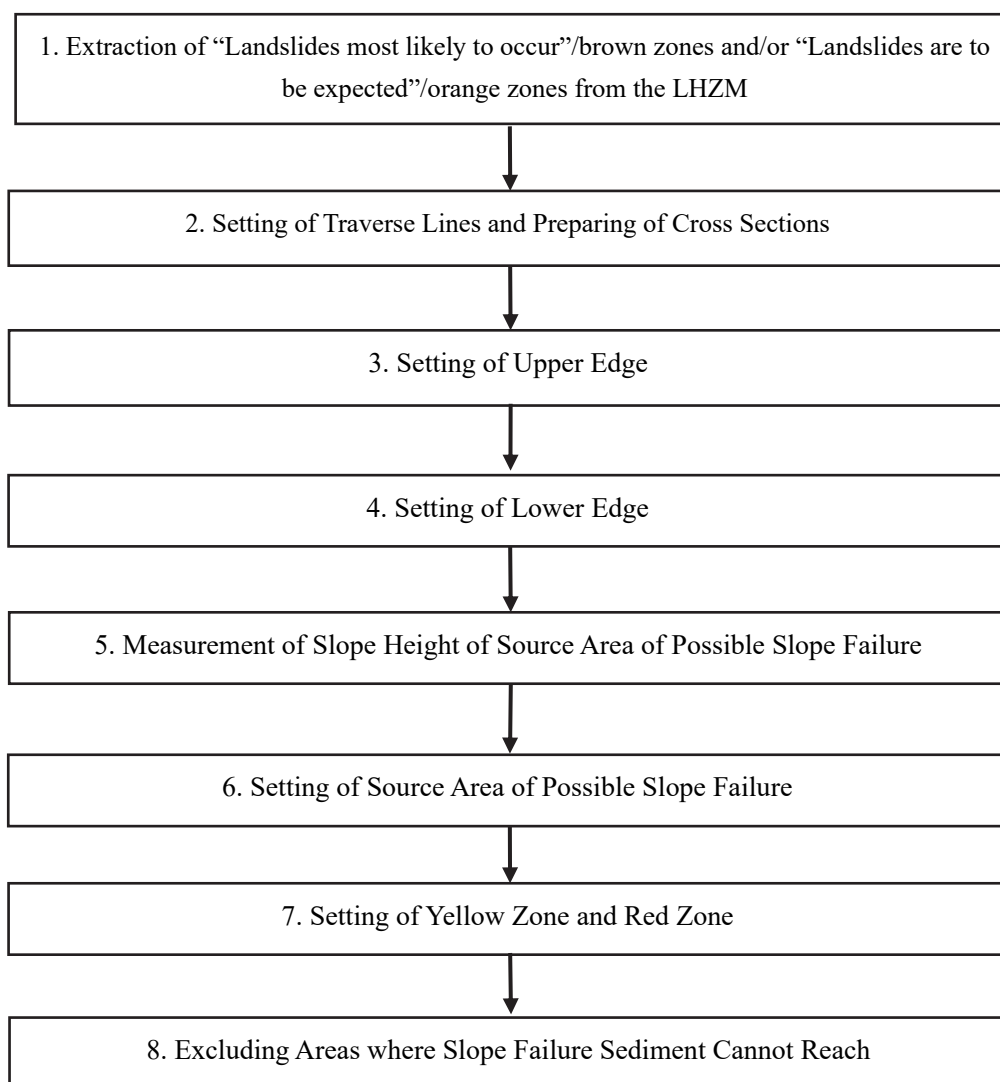 1. Extraction of “Landslides most likely to occur”/brown zones and/or “Landslides are to
be expected”/orange zones from the LHZM
2. Setting of Traverse Lines and Preparing of Cross Sections
3. Setting of Upper Edge
4. Setting of Lower Edge
5. Measurement of Slope Height of Source Area of Possible Slope Failure
6. Setting of Source Area of Possible Slope Failure
7. Setting of Yellow Zone and Red Zone
8. Excluding Areas where Slope Failure Sediment Cannot Reach